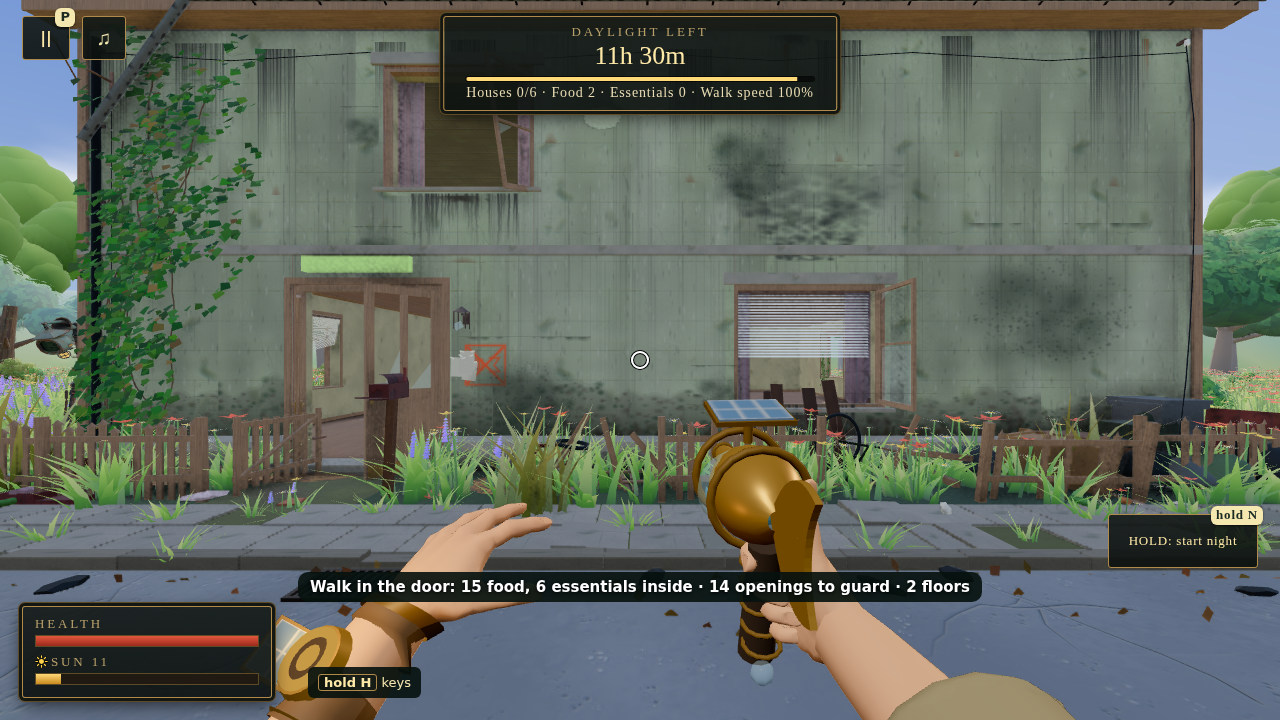 P
DAYLIGHT LEFT
11h 30m
Houses 0/6 · Food 2 · Essentials 0 · Walk speed 100%
hold N
HOLD: start night
Walk in the door: 15 food, 6 essentials inside · 14 openings to guard · 2 floors
HEALTH
SUN 11
hold H keys